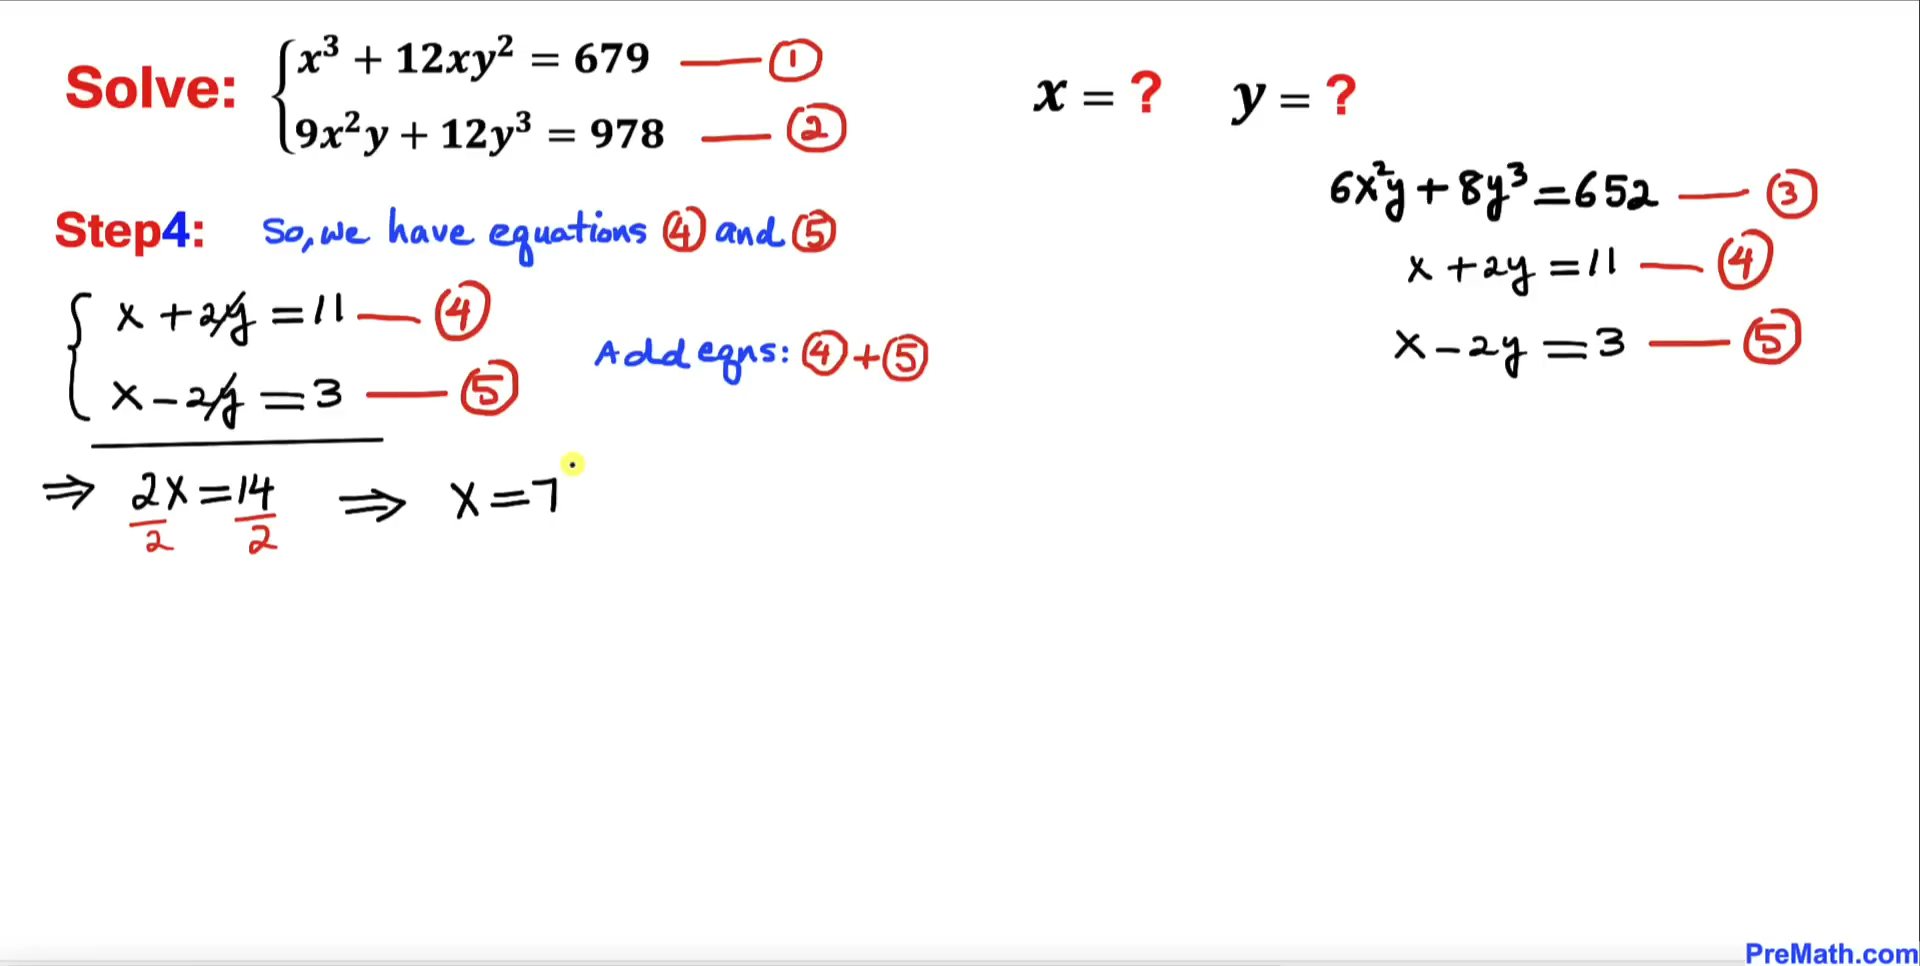 Solve: { x³ + 12xy² = 679 —— ①
9x²y + 12y³ = 978 —— ②
x = ? y = ?
6x²y + 8y³ = 652 —— ③
x + 2y = 11 —— ④
x - 2y = 3 —— ⑤
Step4: So, we have equations ④ and ⑤
{ x + 2y = 11 —— ④
x - 2y = 3 —— ⑤
Add eqns: ④ + ⑤
⇒ 2x/2 = 14/2 ⇒ x = 7
PreMath.com